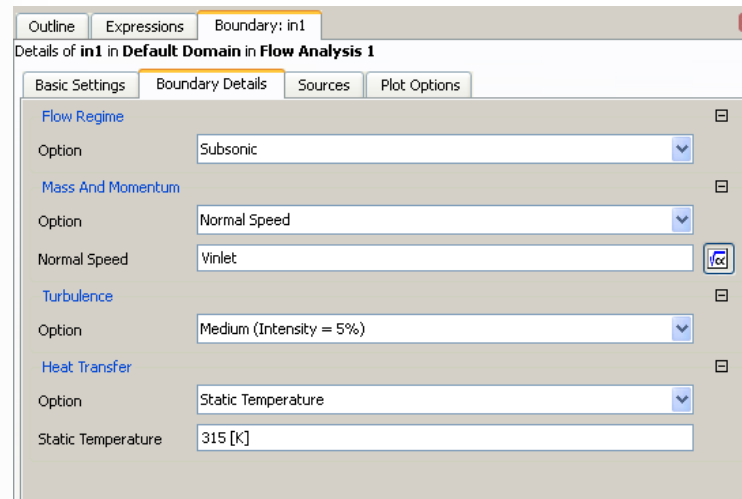 Outline Expressions Boundary: in1
Details of in1 in Default Domain in Flow Analysis 1
Basic Settings Boundary Details Sources Plot Options
Flow Regime
Option Subsonic
Mass And Momentum
Option Normal Speed
Normal Speed Vinlet
Turbulence
Option Medium (Intensity = 5%)
Heat Transfer
Option Static Temperature
Static Temperature 315 [K]